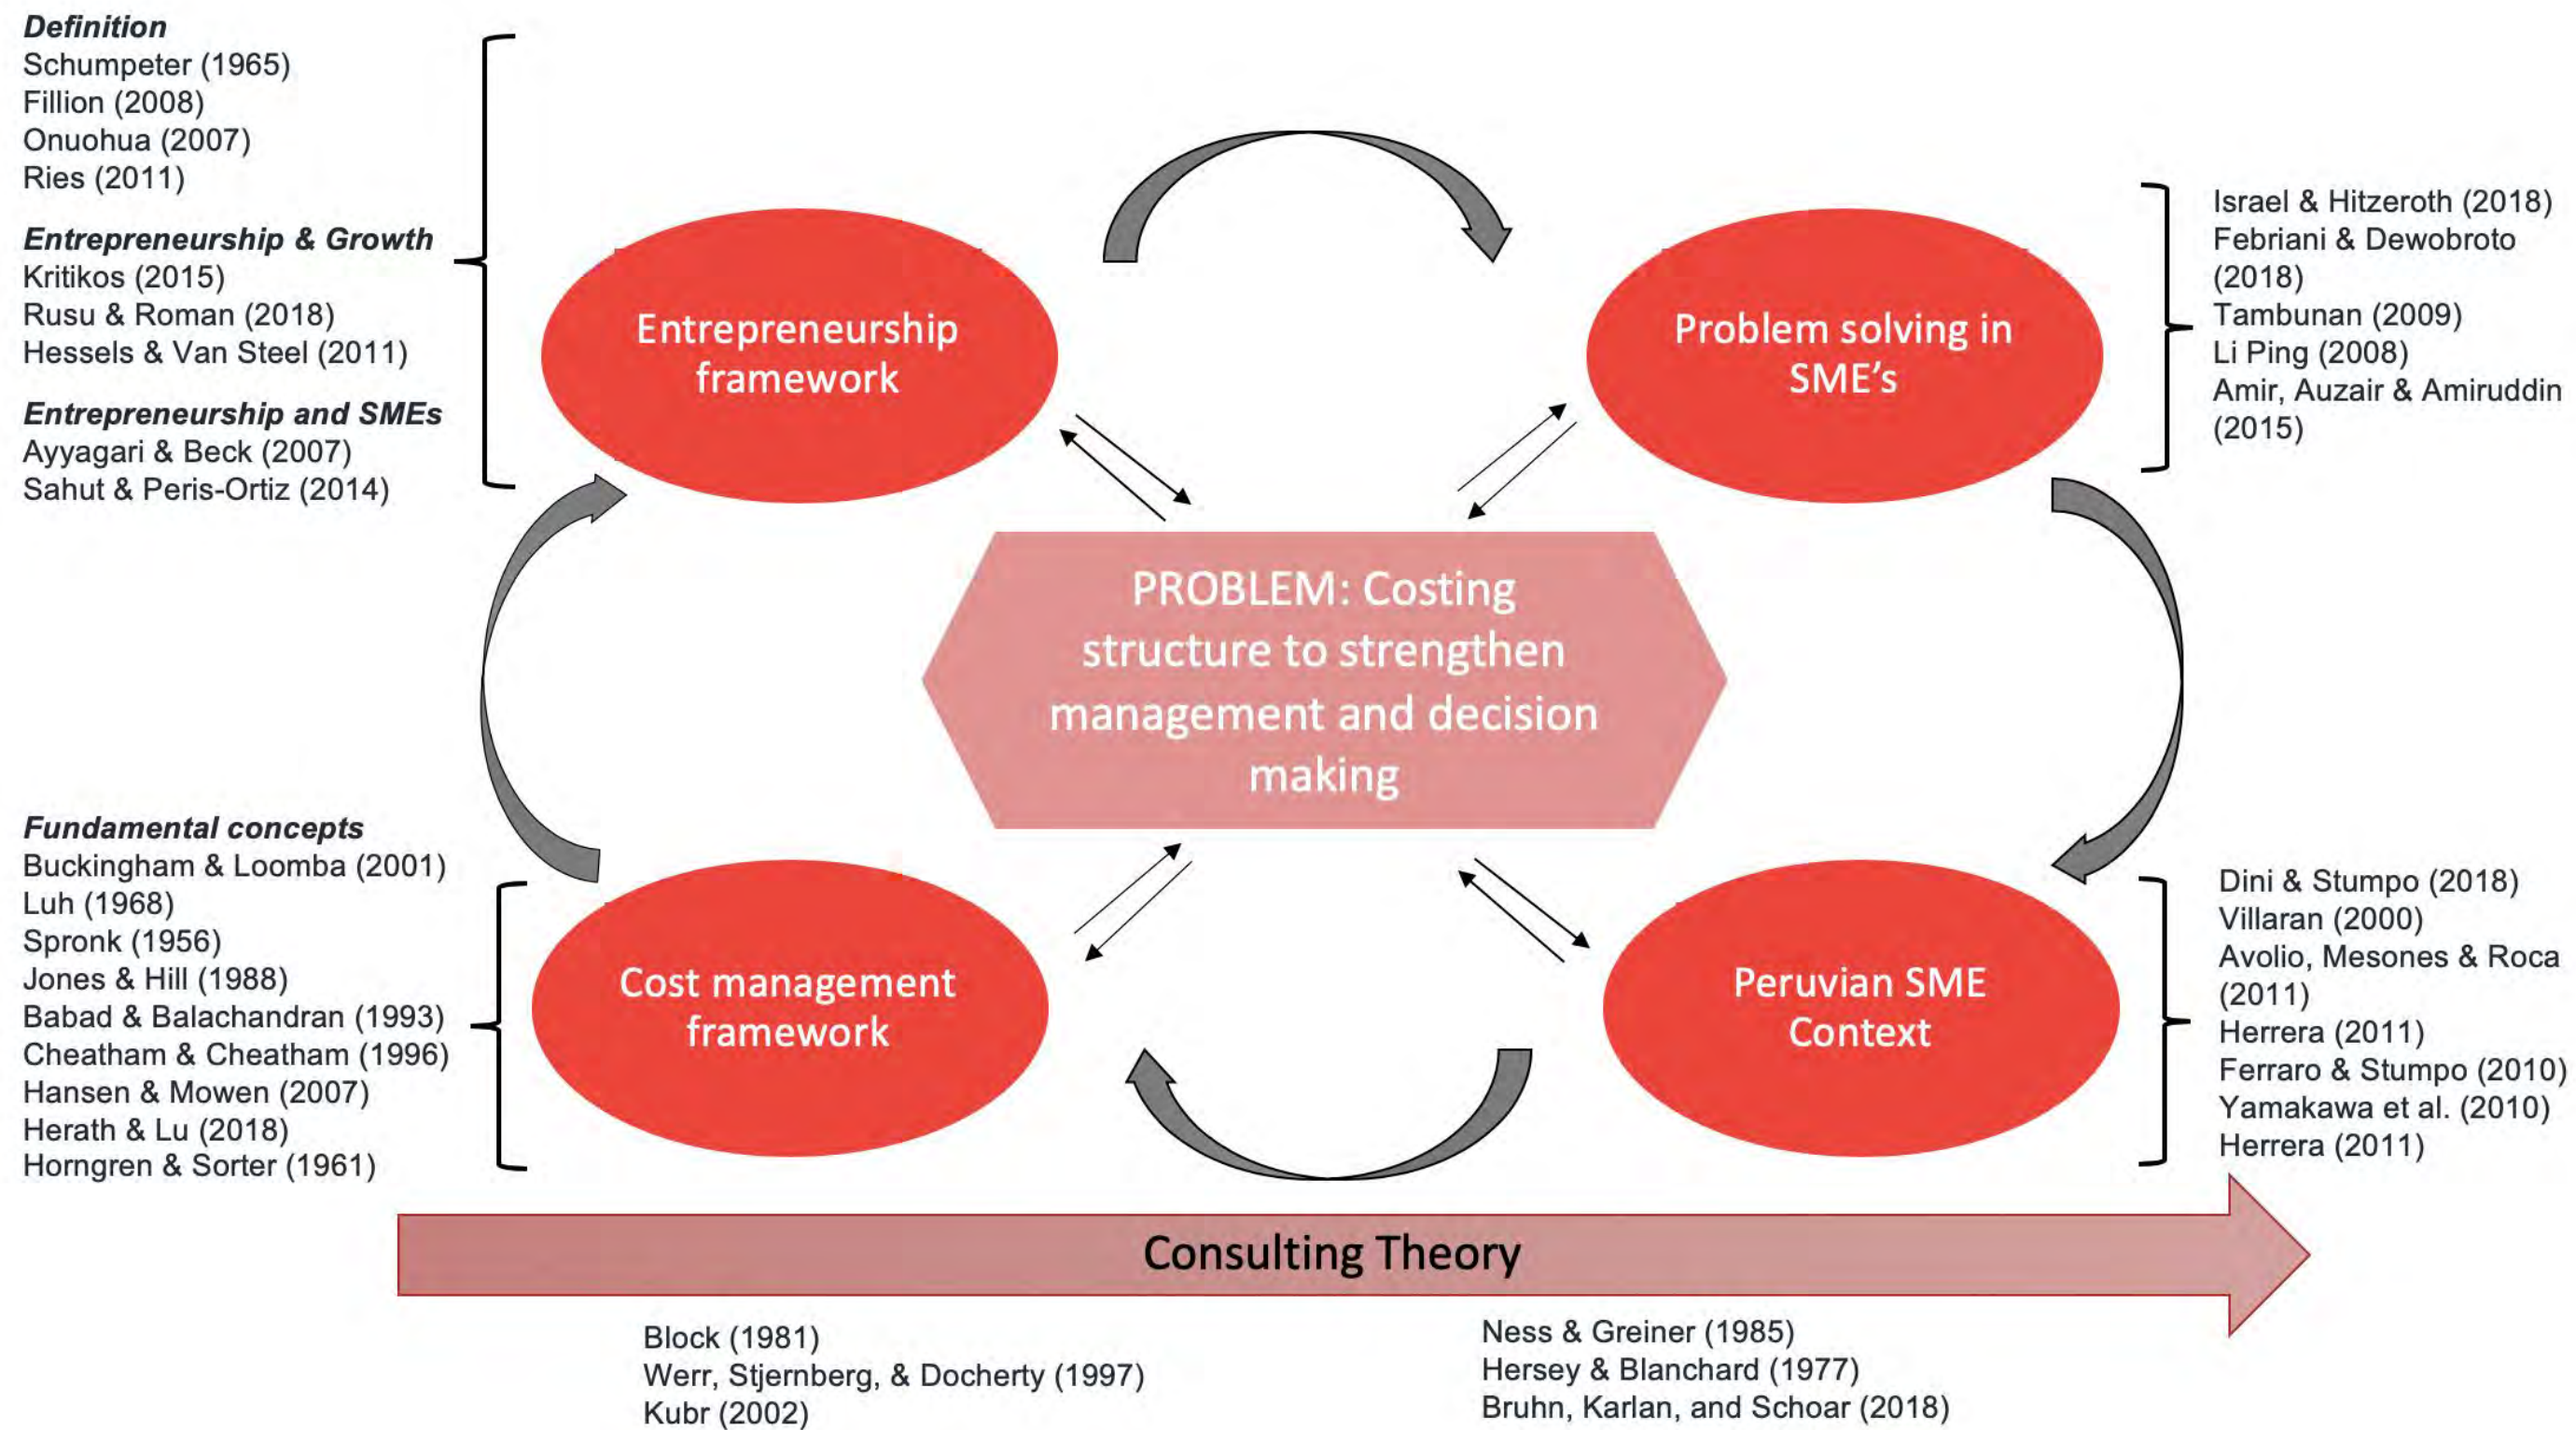 Definition
Schumpeter (1965)
Fillion (2008)
Onuohua (2007)
Ries (2011)
Entrepreneurship & Growth
Kritikos (2015)
Rusu & Roman (2018)
Hessels & Van Steel (2011)
Entrepreneurship and SMEs
Ayyagari & Beck (2007)
Sahut & Peris-Ortiz (2014)
Entrepreneurship
framework
Problem solving in
SME’s
Israel & Hitzeroth (2018)
Febriani & Dewobroto
(2018)
Tambunan (2009)
Li Ping (2008)
Amir, Auzair & Amiruddin
(2015)
PROBLEM: Costing
structure to strengthen
management and decision
making
Fundamental concepts
Buckingham & Loomba (2001)
Luh (1968)
Spronk (1956)
Jones & Hill (1988)
Babad & Balachandran (1993)
Cheatham & Cheatham (1996)
Hansen & Mowen (2007)
Herath & Lu (2018)
Horngren & Sorter (1961)
Cost management
framework
Peruvian SME
Context
Dini & Stumpo (2018)
Villaran (2000)
Avolio, Mesones & Roca
(2011)
Herrera (2011)
Ferraro & Stumpo (2010)
Yamakawa et al. (2010)
Herrera (2011)
Consulting Theory
Block (1981)
Werr, Stjernberg, & Docherty (1997)
Kubr (2002)
Ness & Greiner (1985)
Hersey & Blanchard (1977)
Bruhn, Karlan, and Schoar (2018)